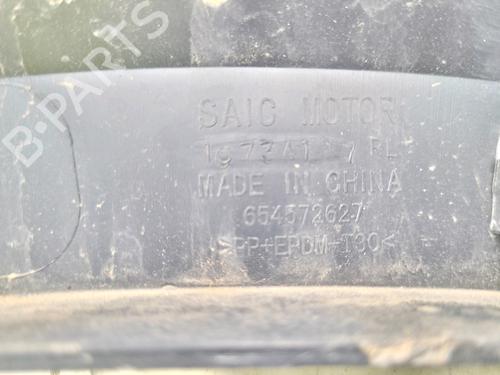 B-Parts
SAIC MOTOR
MADE IN CHINA
654572627
>PP+EPDM-T30<